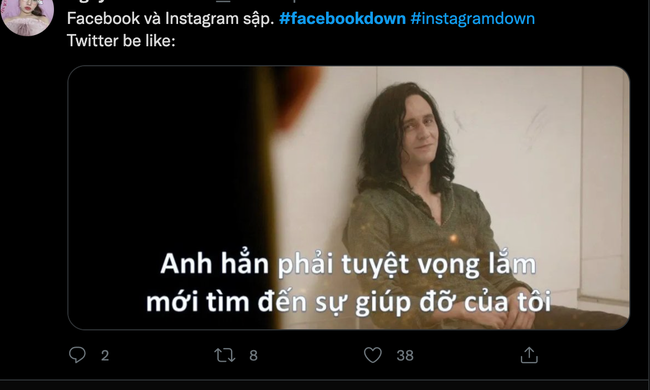 Facebook và Instagram sập. #facebookdown #instagramdown
Twitter be like:
Anh hẳn phải tuyệt vọng lắm
mới tìm đến sự giúp đỡ của tôi
2 8 38